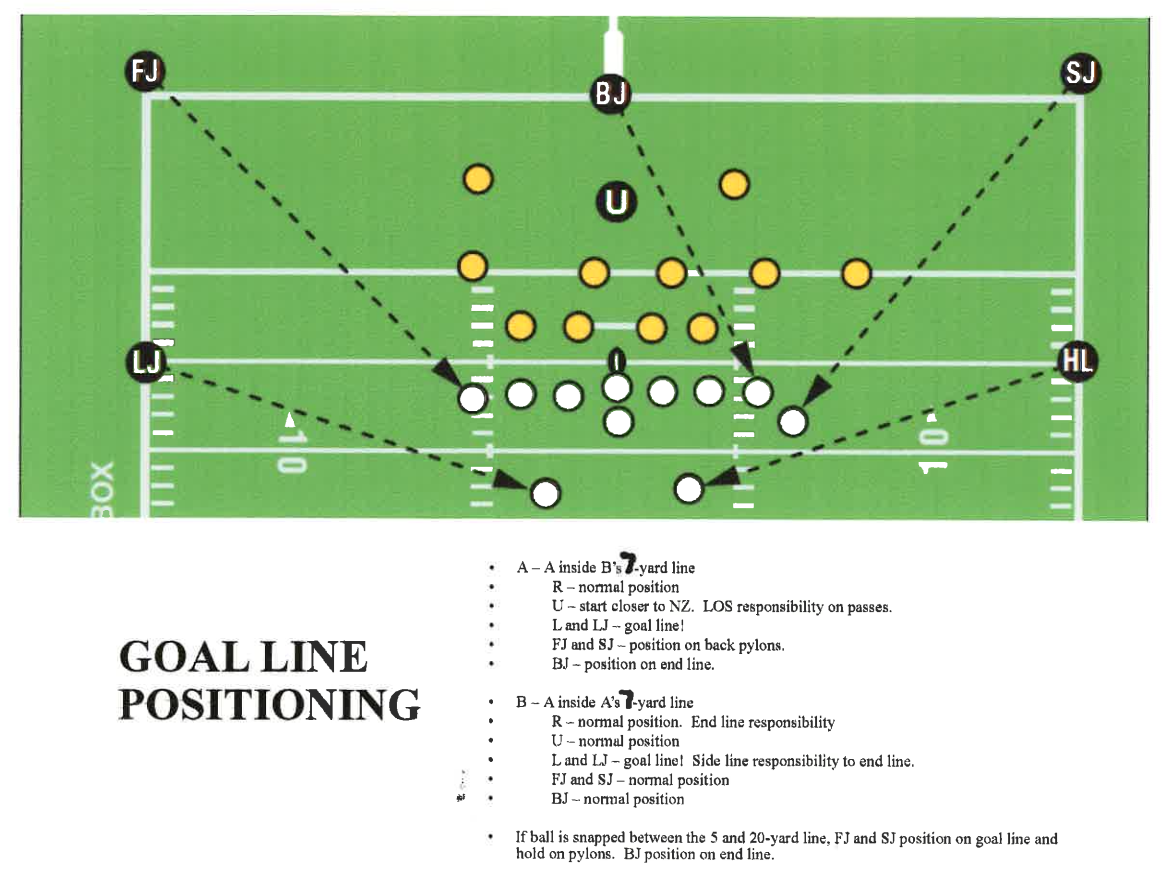 FJ
BJ
SJ
U
LJ
HL
10
10
BOX
GOAL LINE
POSITIONING
• A – A inside B's 7-yard line
• R – normal position
• U – start closer to NZ. LOS responsibility on passes.
• L and LJ – goal line!
• FJ and SJ – position on back pylons.
• BJ – position on end line.
• B – A inside A's 7-yard line
• R – normal position. End line responsibility
• U – normal position
• L and LJ – goal line! Side line responsibility to end line.
• FJ and SJ – normal position
• BJ – normal position
• If ball is snapped between the 5 and 20-yard line, FJ and SJ position on goal line and
hold on pylons. BJ position on end line.